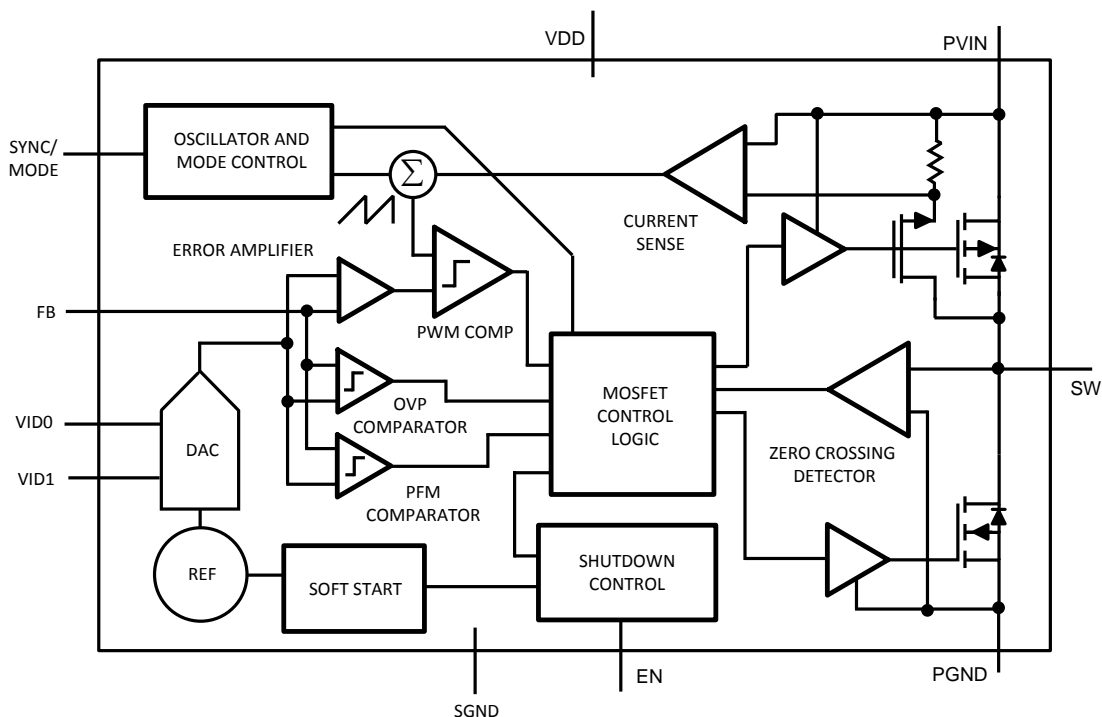 VDD
PVIN
SYNC/
MODE
OSCILLATOR AND
MODE CONTROL
Σ
CURRENT
SENSE
ERROR AMPLIFIER
FB
PWM COMP
MOSFET
CONTROL
LOGIC
SW
OVP
COMPARATOR
VID0
DAC
VID1
ZERO CROSSING
DETECTOR
PFM
COMPARATOR
REF
SOFT START
SHUTDOWN
CONTROL
EN
PGND
SGND